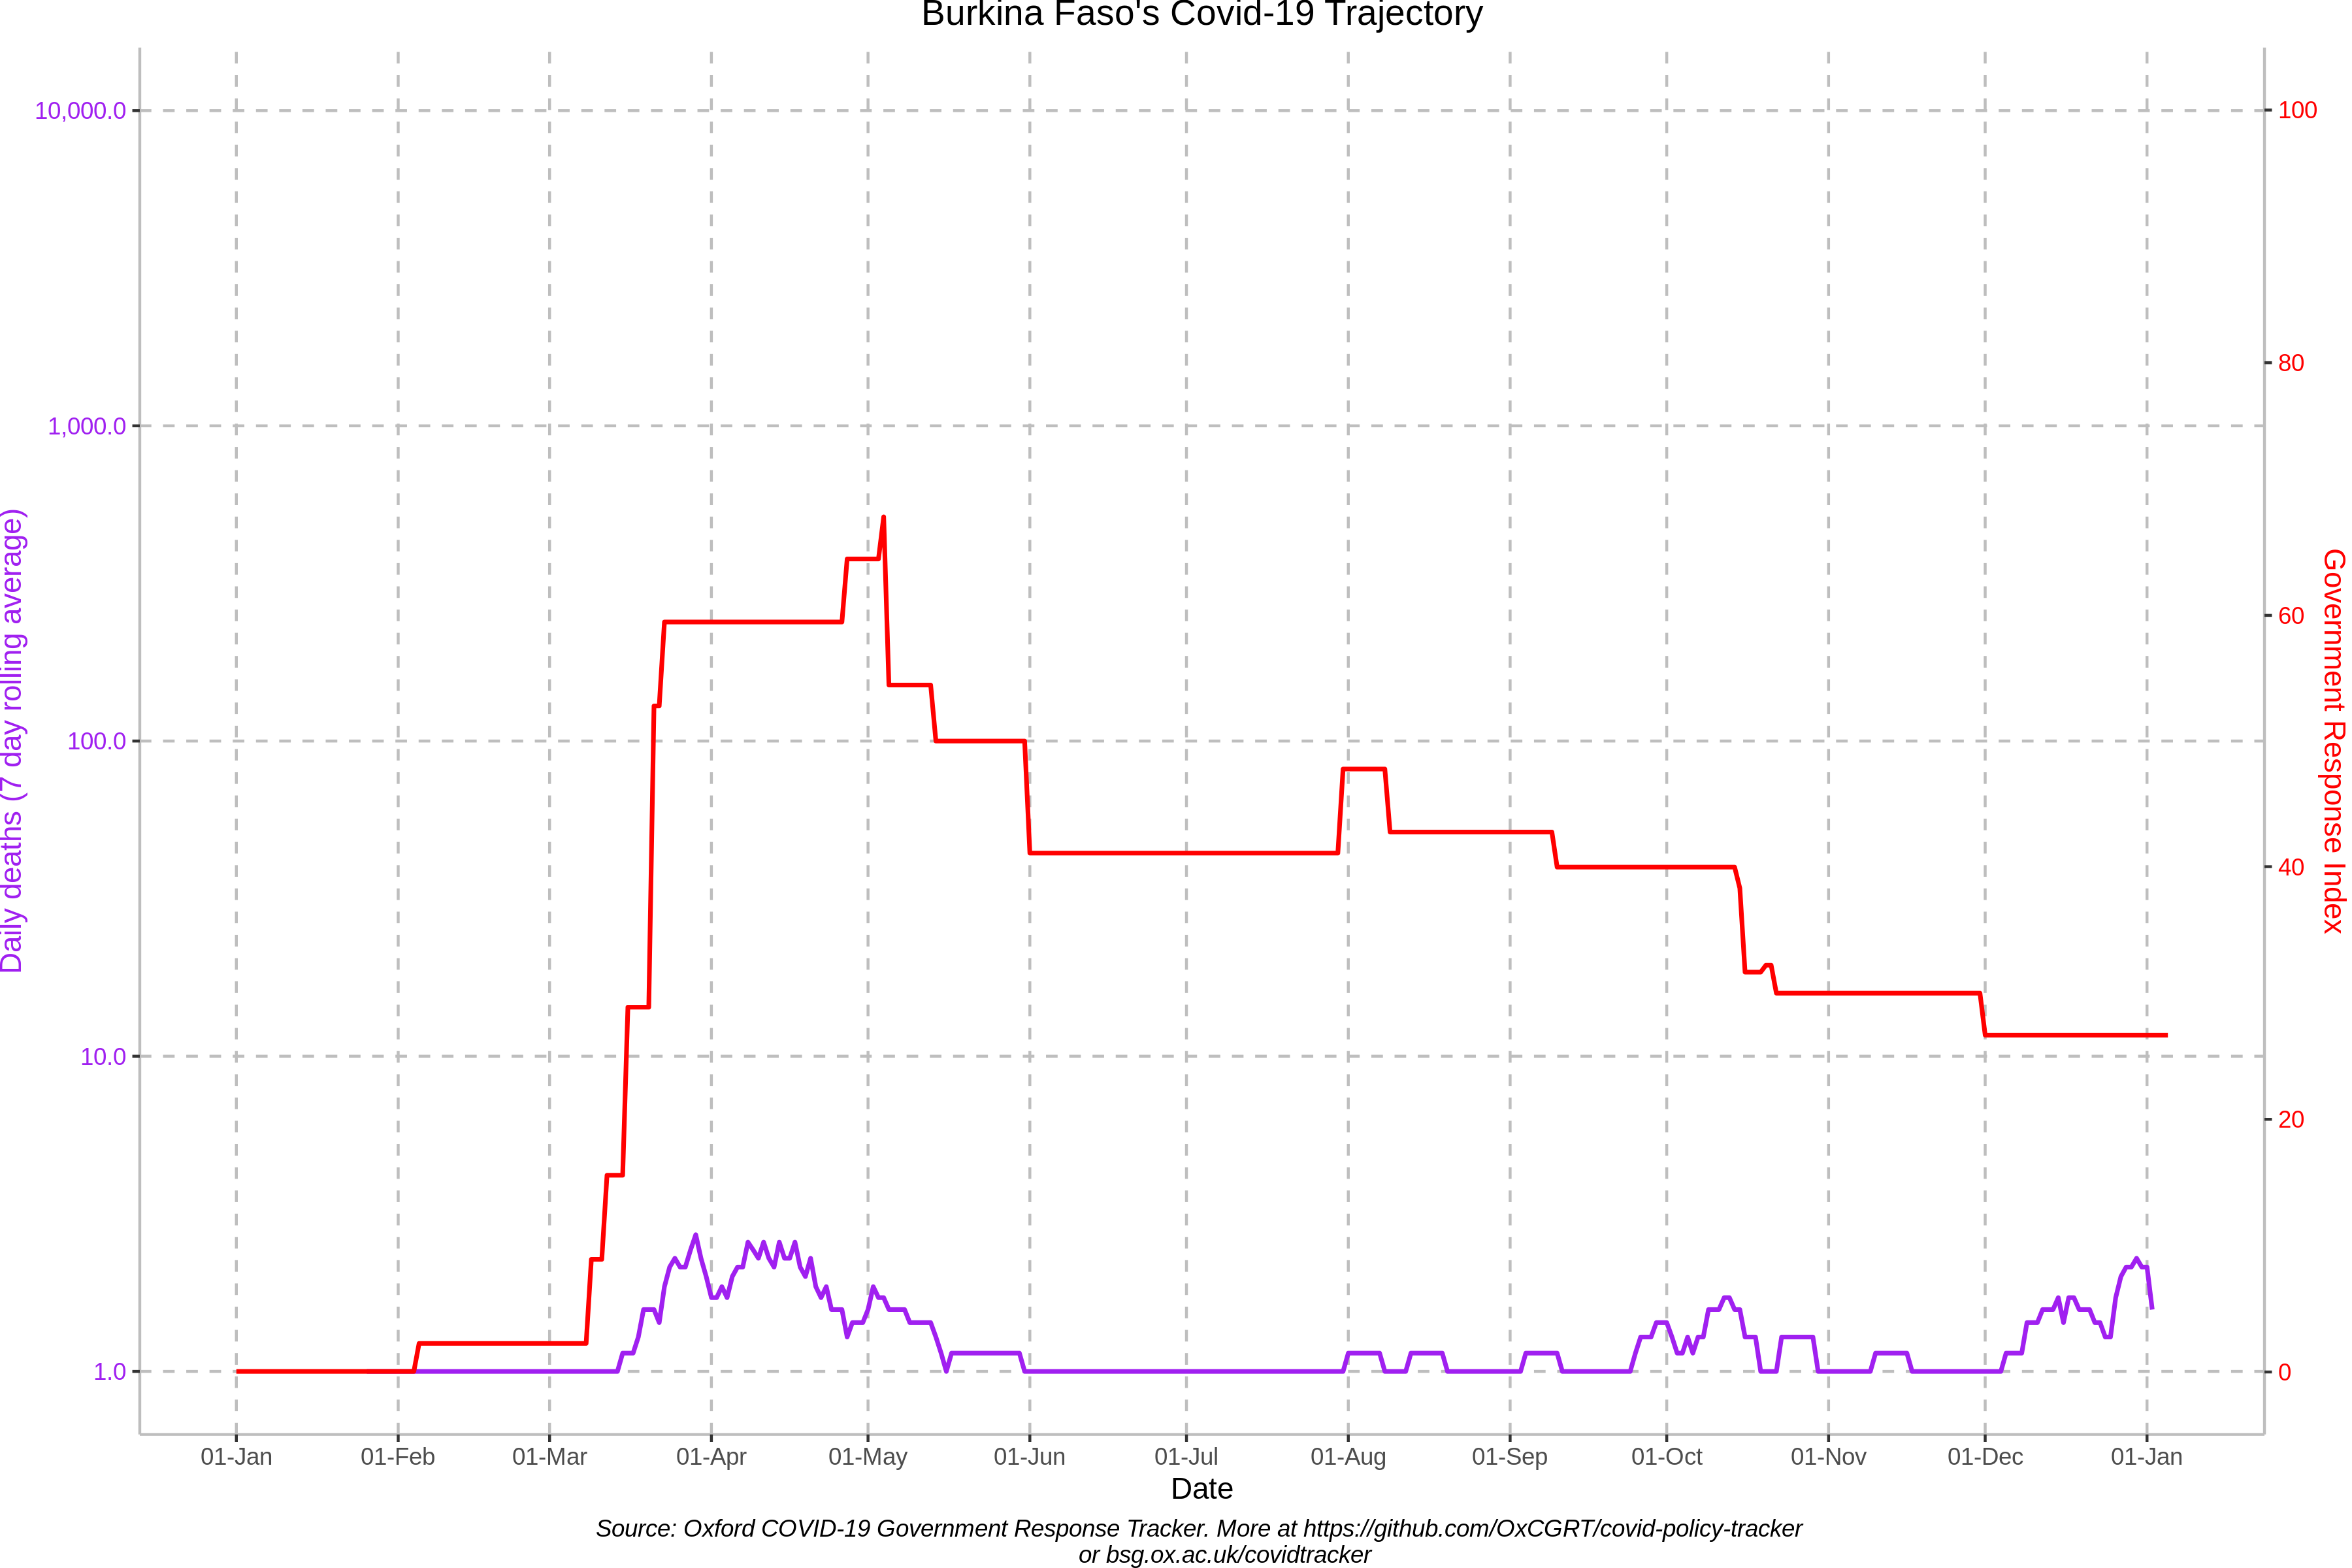 Burkina Faso's Covid-19 Trajectory
10,000.0
1,000.0
100.0
10.0
1.0
Daily deaths (7 day rolling average)
100
80
60
40
20
0
Government Response Index
01-Jan 01-Feb 01-Mar 01-Apr 01-May 01-Jun 01-Jul 01-Aug 01-Sep 01-Oct 01-Nov 01-Dec 01-Jan
Date
Source: Oxford COVID-19 Government Response Tracker. More at https://github.com/OxCGRT/covid-policy-tracker
or bsg.ox.ac.uk/covidtracker